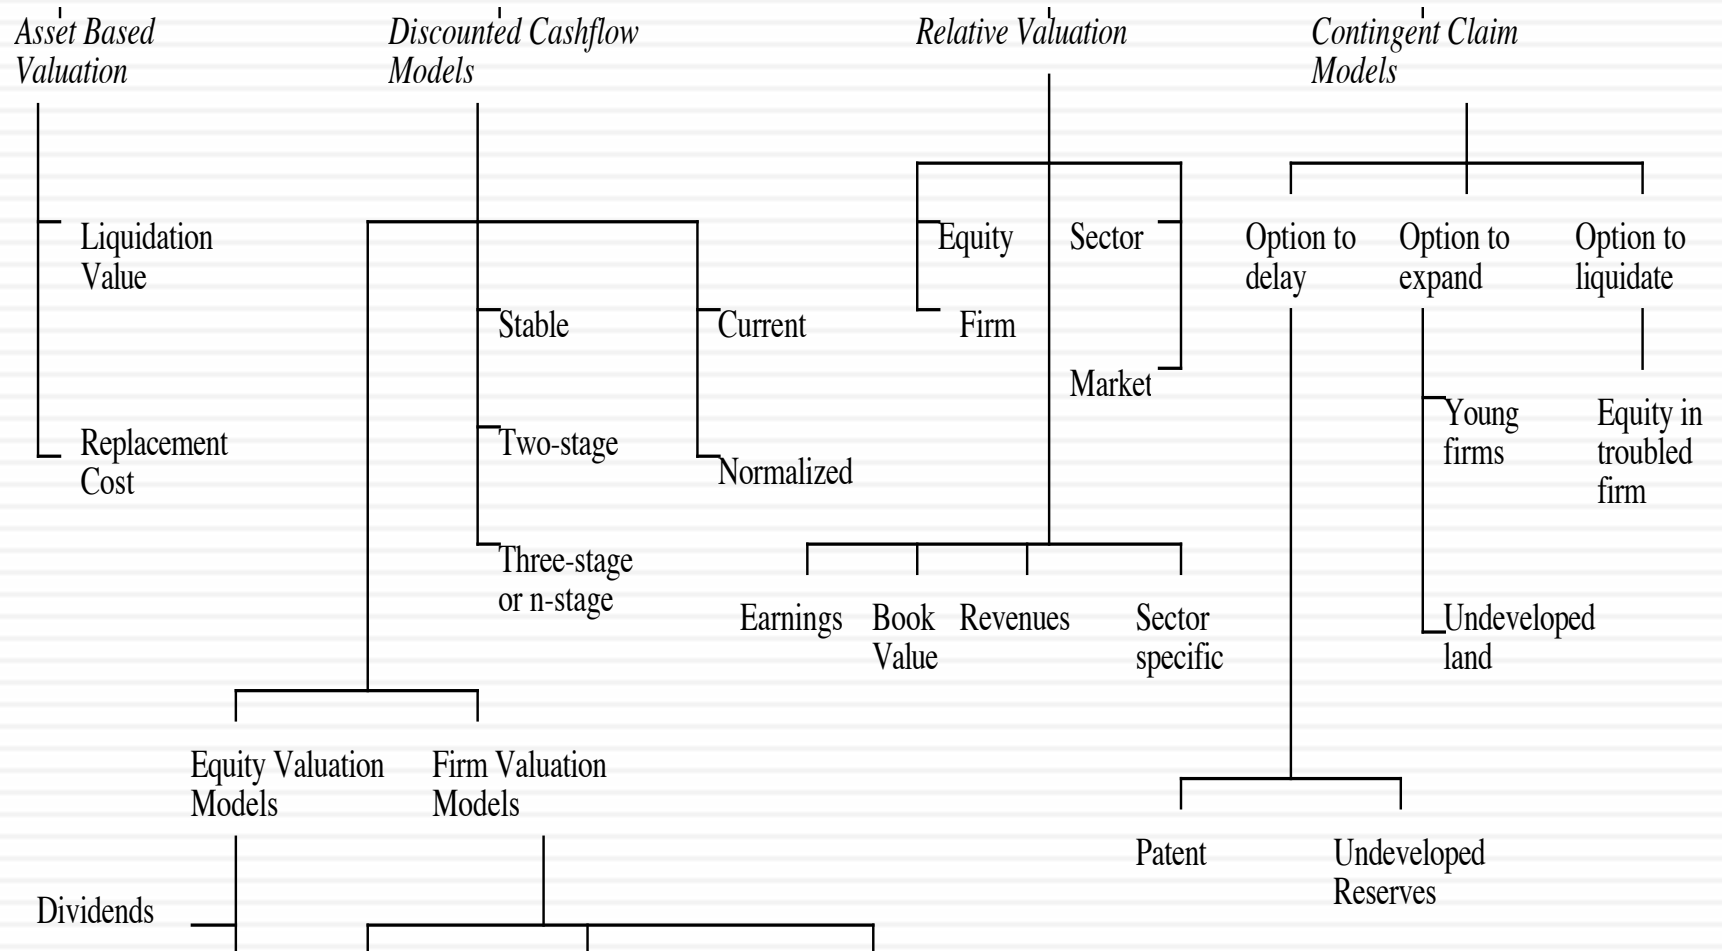 Asset Based
Valuation
Discounted Cashflow
Models
Relative Valuation
Contingent Claim
Models
Liquidation
Value
Equity
Sector
Option to
delay
Option to
expand
Option to
liquidate
Stable
Current
Firm
Market
Young
firms
Equity in
troubled
firm
Replacement
Cost
Two-stage
Normalized
Three-stage
or n-stage
Earnings
Book
Value
Revenues
Sector
specific
Undeveloped
land
Equity Valuation
Models
Firm Valuation
Models
Patent
Undeveloped
Reserves
Dividends